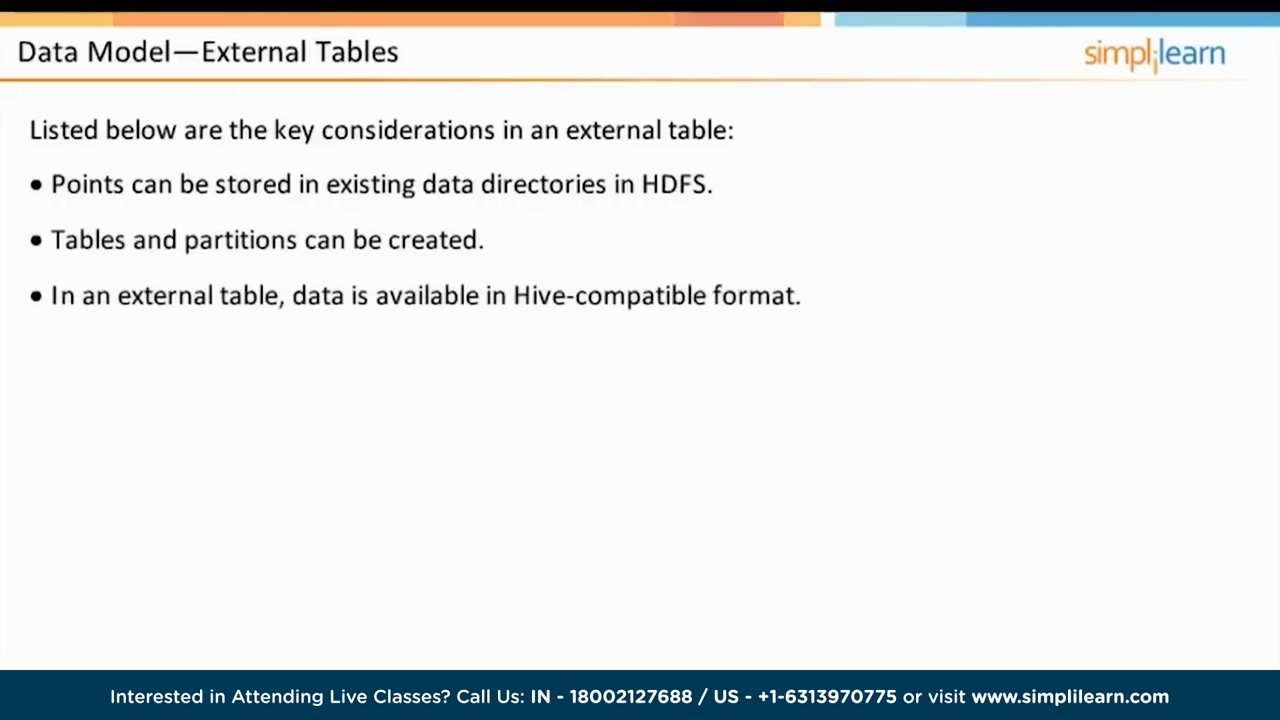 Data Model—External Tables
simplilearn
Listed below are the key considerations in an external table:
• Points can be stored in existing data directories in HDFS.
• Tables and partitions can be created.
• In an external table, data is available in Hive-compatible format.
Interested in Attending Live Classes? Call Us: IN - 18002127688 / US - +1-6313970775 or visit www.simplilearn.com